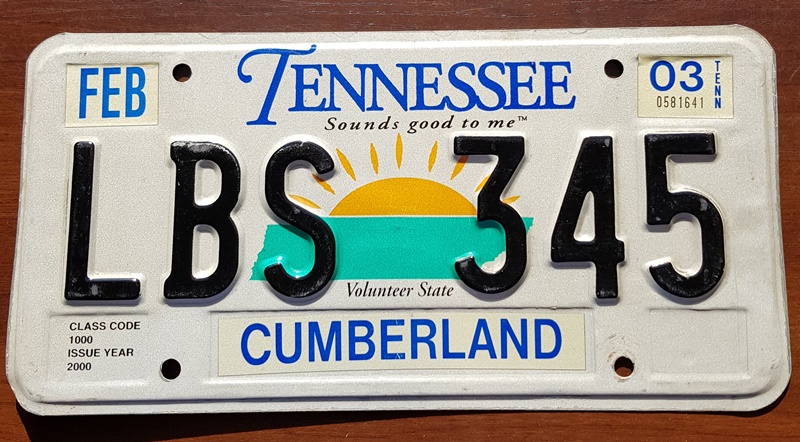 FEB
TENNESSEE
03
TENN
0581641
Sounds good to me™
LBS 345
Volunteer State
CLASS CODE
1000
ISSUE YEAR
2000
CUMBERLAND